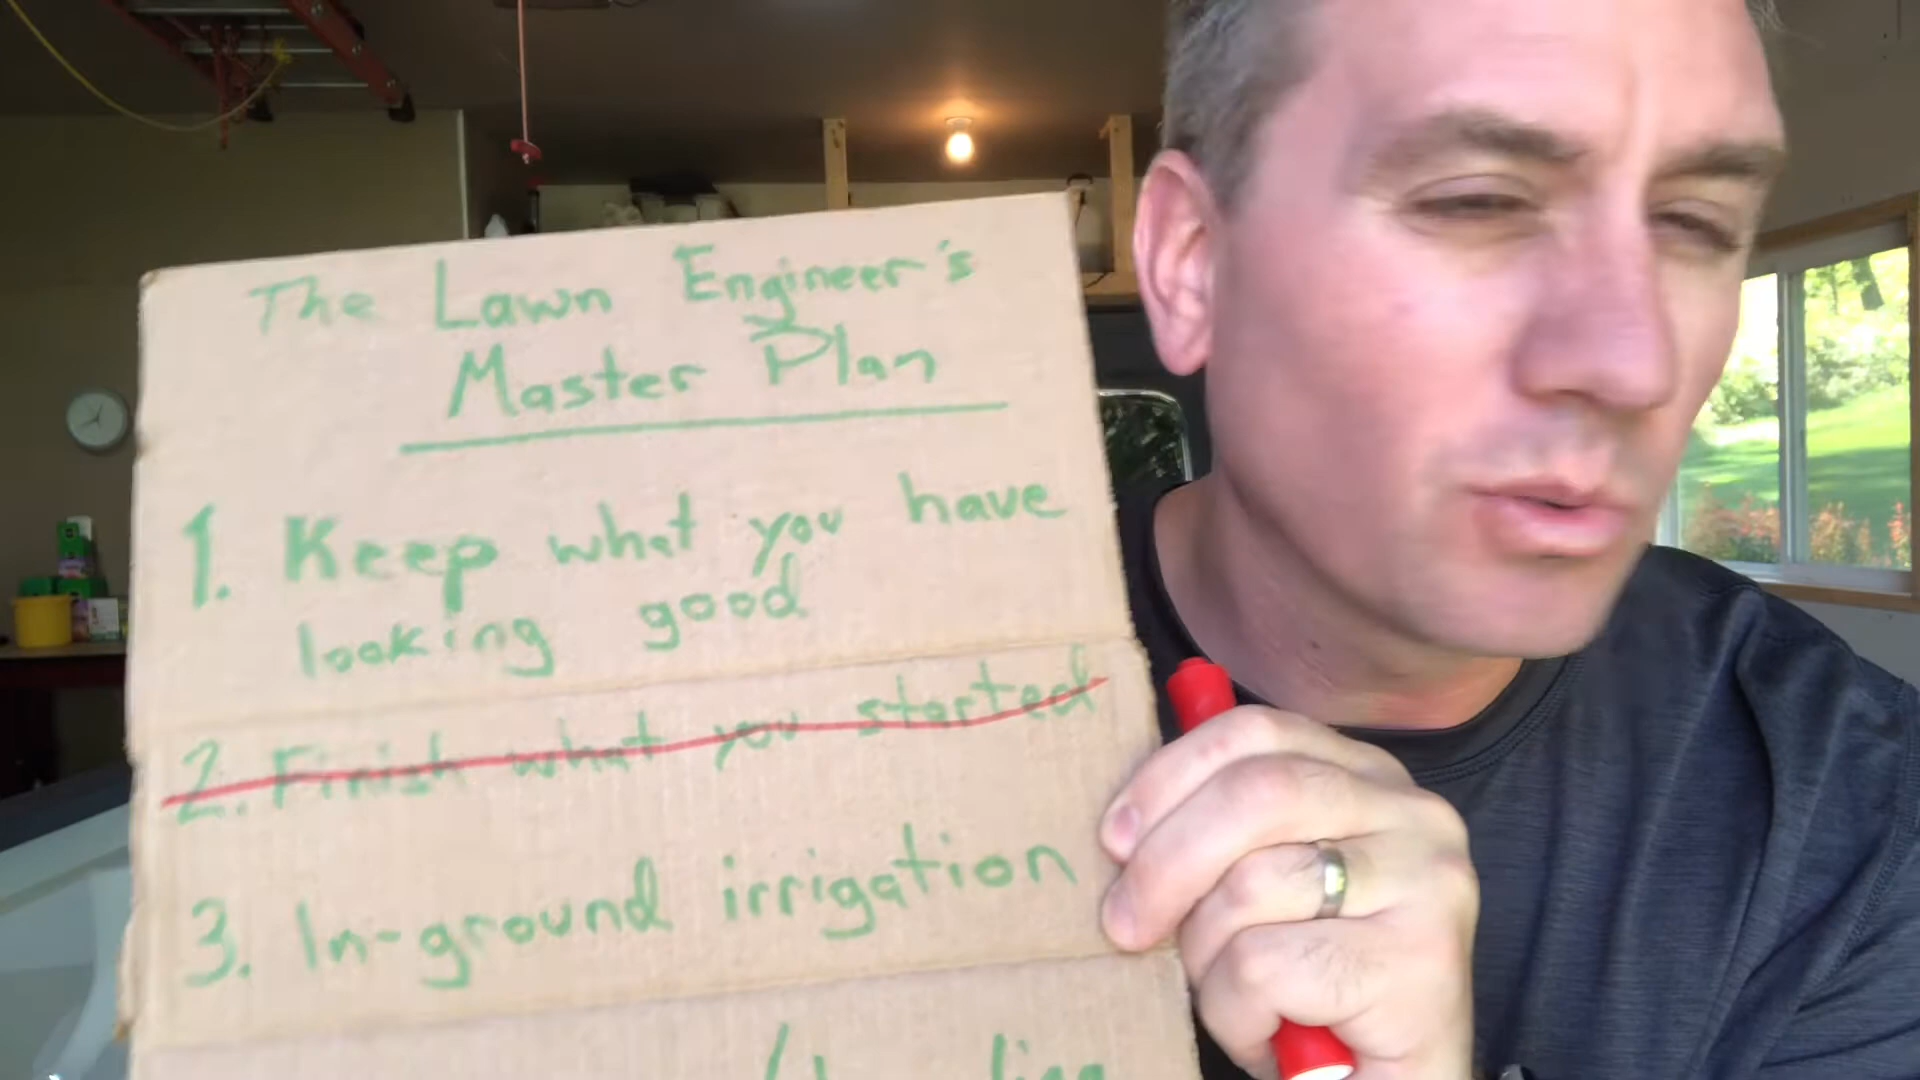 The Lawn Engineer's
Master Plan
1. Keep what you have
looking good
2. Finish what you started
3. In-ground irrigation